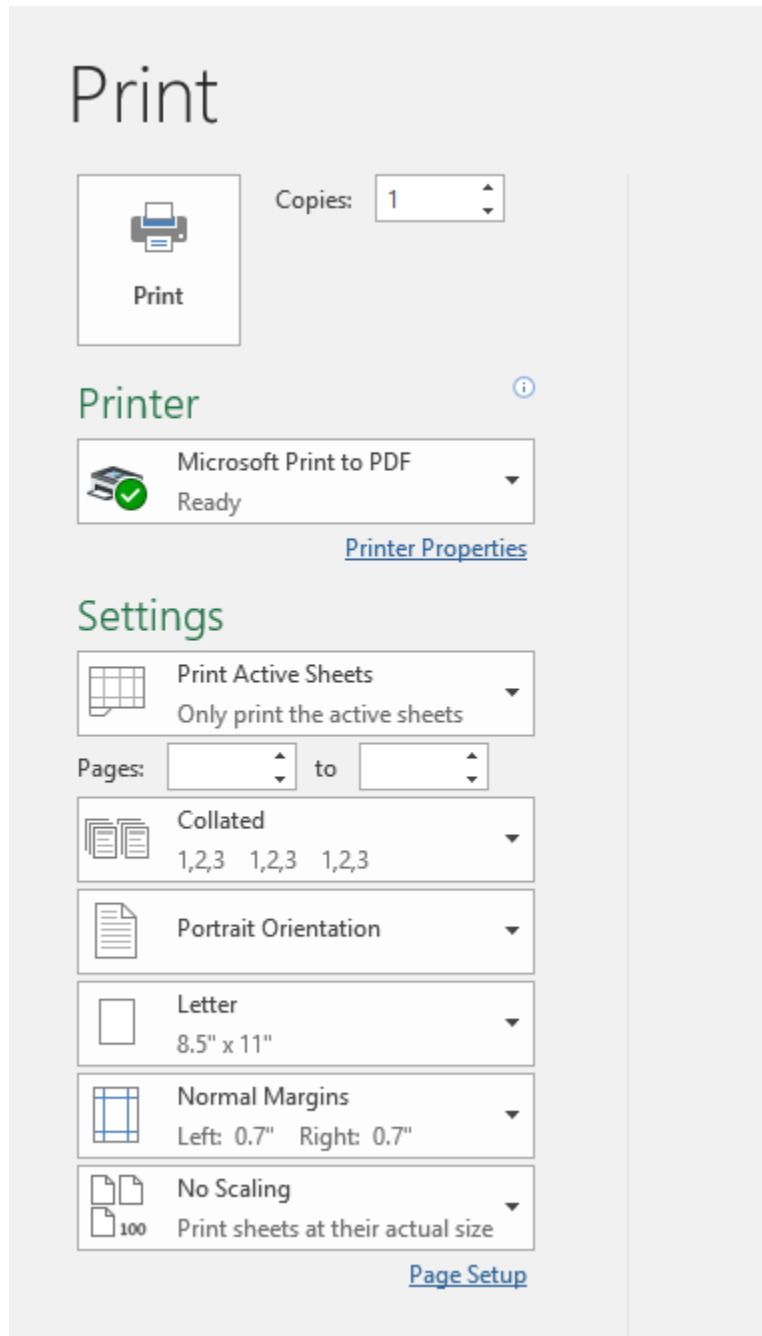 Print
Copies: 1
Print
Printer
Microsoft Print to PDF
Ready
Printer Properties
Settings
Print Active Sheets
Only print the active sheets
Pages: to
Collated
1,2,3 1,2,3 1,2,3
Portrait Orientation
Letter
8.5" x 11"
Normal Margins
Left: 0.7" Right: 0.7"
No Scaling
100
Print sheets at their actual size
Page Setup